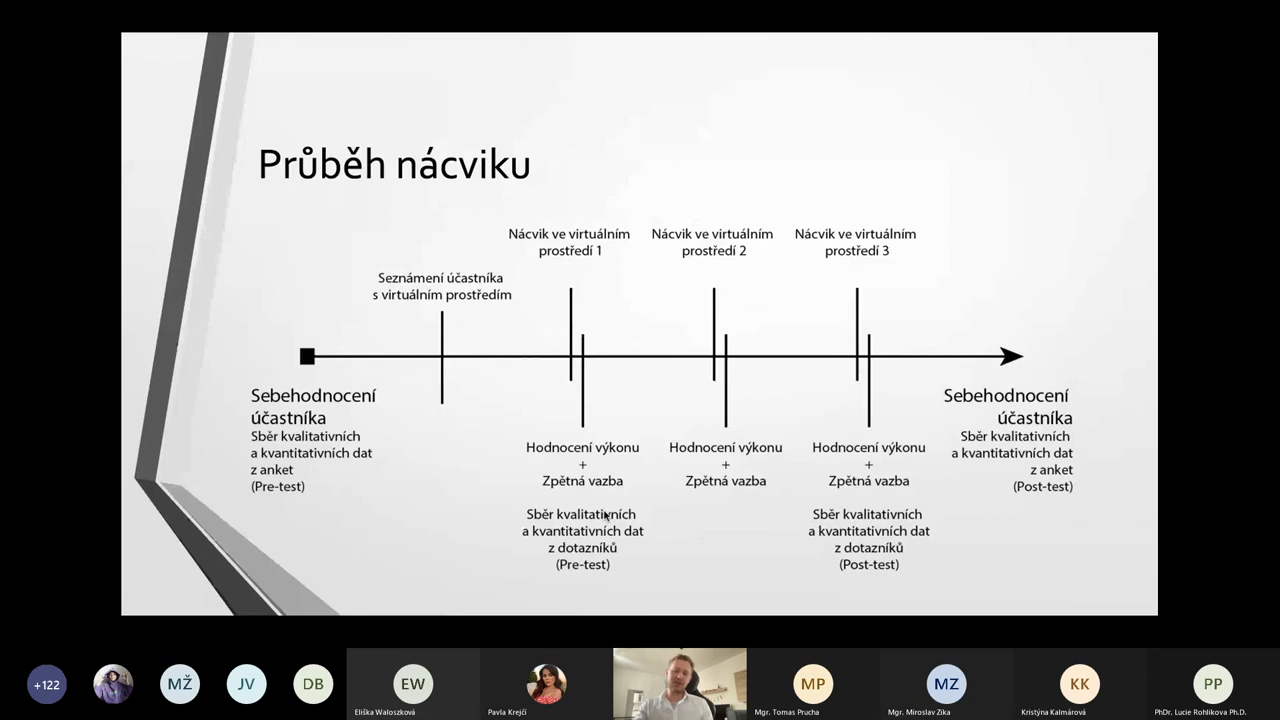 Průběh nácviku
Nácvik ve virtuálním
prostředí 1
Nácvik ve virtuálním
prostředí 2
Nácvik ve virtuálním
prostředí 3
Seznámení účastníka
s virtuálním prostředím
Sebehodnocení
účastníka
Sběr kvalitativních
a kvantitativních dat
z anket
(Pre-test)
Hodnocení výkonu
+
Zpětná vazba
Sběr kvalitativních
a kvantitativních dat
z dotazníků
(Pre-test)
Hodnocení výkonu
+
Zpětná vazba
Hodnocení výkonu
+
Zpětná vazba
Sběr kvalitativních
a kvantitativních dat
z dotazníků
(Post-test)
Sebehodnocení
účastníka
Sběr kvalitativních
a kvantitativních dat
z anket
(Post-test)
+122
MŽ
JV
DB
EW
Eliška Waloszková
Pavla Krejčí
MP
Mgr. Tomas Prucha
MZ
Mgr. Miroslav Zika
KK
Kristýna Kalmárová
PP
PhDr. Lucie Rohlíkova Ph.D.